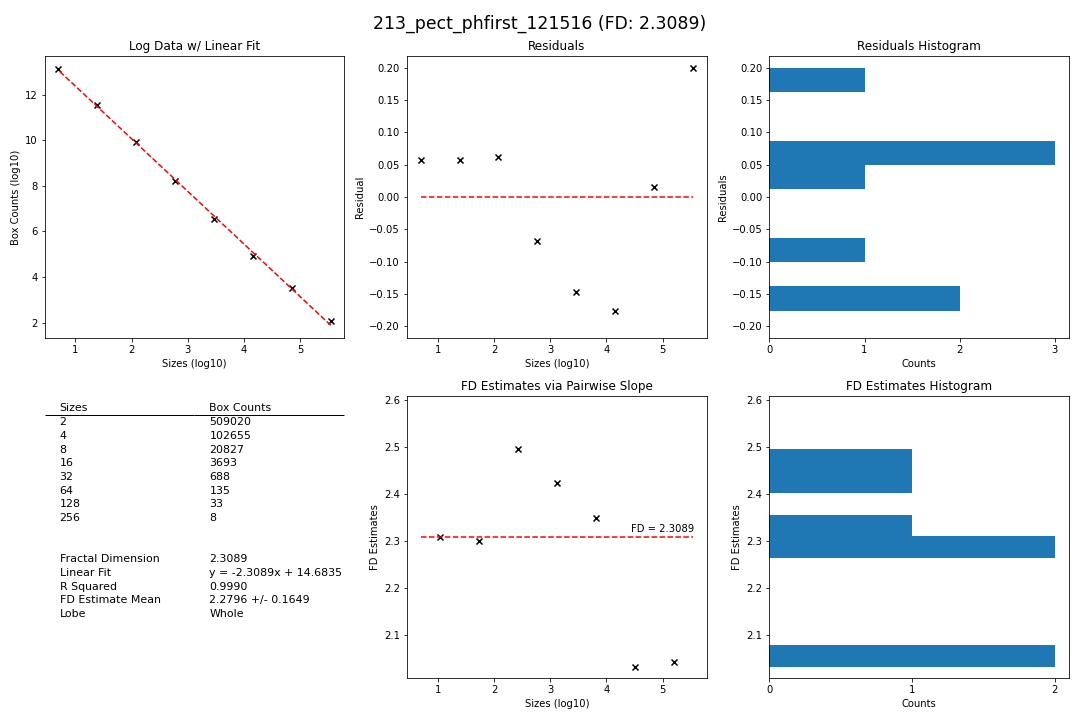 213_pect_phfirst_121516 (FD: 2.3089)
Log Data w/ Linear Fit
12
10
8
6
4
2
Box Counts (log10)
1 2 3 4 5
Sizes (log10)
Residuals
0.20
0.15
0.10
0.05
0.00
−0.05
−0.10
−0.15
−0.20
Residual
1 2 3 4 5
Sizes (log10)
Residuals Histogram
0.20
0.15
0.10
0.05
0.00
−0.05
−0.10
−0.15
−0.20
Residuals
0 1 2 3
Counts
Sizes Box Counts
2 509020
4 102655
8 20827
16 3693
32 688
64 135
128 33
256 8
Fractal Dimension 2.3089
Linear Fit y = -2.3089x + 14.6835
R Squared 0.9990
FD Estimate Mean 2.2796 +/- 0.1649
Lobe Whole
FD Estimates via Pairwise Slope
2.6
2.5
2.4
2.3
2.2
2.1
FD Estimates
FD = 2.3089
1 2 3 4 5
Sizes (log10)
FD Estimates Histogram
2.6
2.5
2.4
2.3
2.2
2.1
FD Estimates
0 1 2
Counts